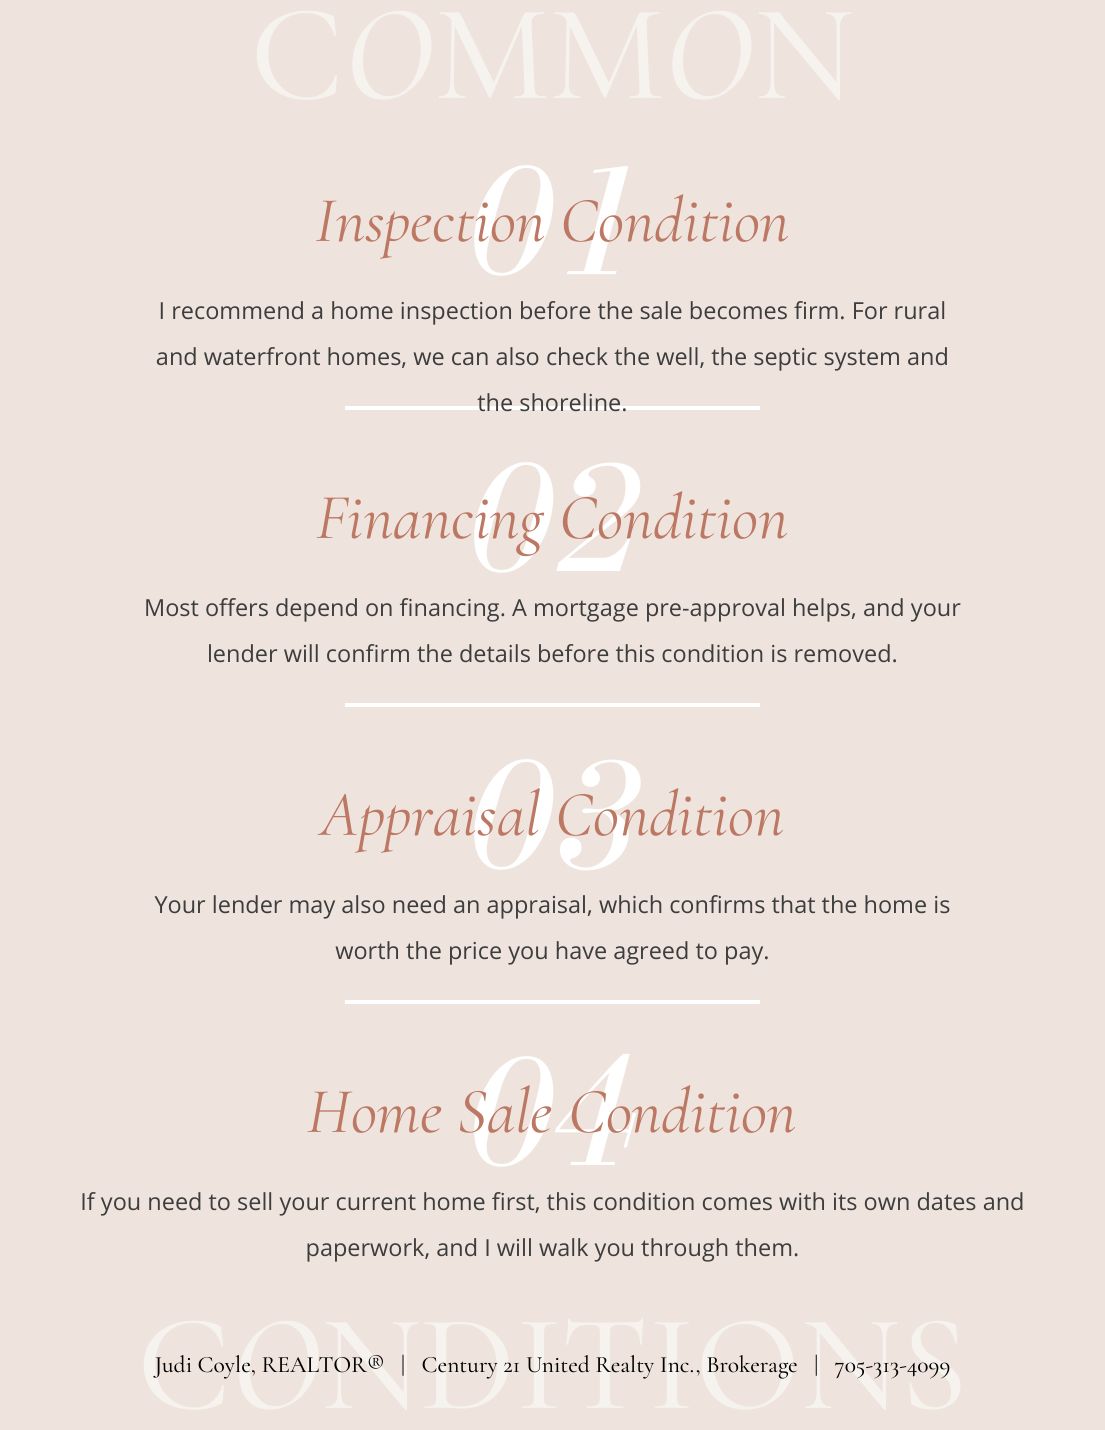 COMMON
01
Inspection Condition
I recommend a home inspection before the sale becomes firm. For rural
and waterfront homes, we can also check the well, the septic system and
the shoreline.
02
Financing Condition
Most offers depend on financing. A mortgage pre-approval helps, and your
lender will confirm the details before this condition is removed.
03
Appraisal Condition
Your lender may also need an appraisal, which confirms that the home is
worth the price you have agreed to pay.
04
Home Sale Condition
If you need to sell your current home first, this condition comes with its own dates and
paperwork, and I will walk you through them.
CONDITIONS
Judi Coyle, REALTOR® | Century 21 United Realty Inc., Brokerage | 705-313-4099